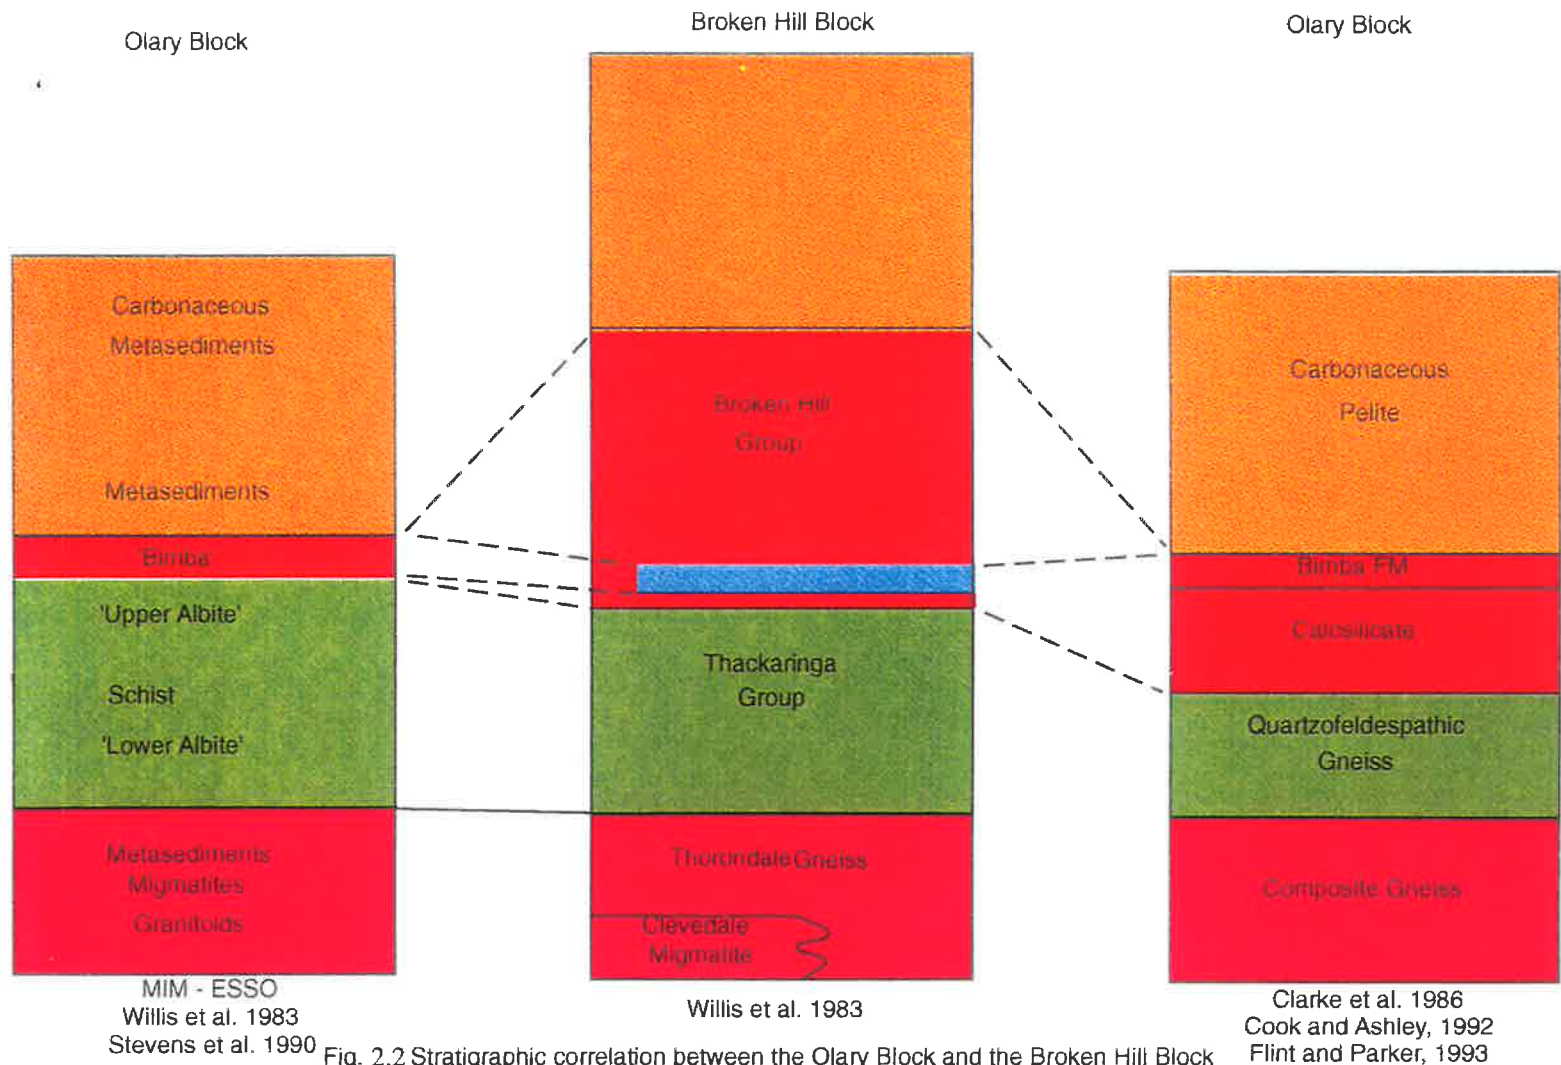 Olary Block
Broken Hill Block
Olary Block
Carbonaceous
Metasediments
Metasediments
'Bimba'
'Upper Albite'
Schist
'Lower Albite'
Metasediments
Migmatites
Granitoids
MIM - ESSO
Willis et al. 1983
Stevens et al. 1990
Broken Hill
Group
Thackaringa
Group
Thorondale Gneiss
Clevedale
Migmatite
Willis et al. 1983
Carbonaceous
Pelite
Bimba FM
Calcsilicate
Quartzofeldespathic
Gneiss
Composite Gneiss
Clarke et al. 1986
Cook and Ashley, 1992
Flint and Parker, 1993
Fig. 2.2 Stratigraphic correlation between the Olary Block and the Broken Hill Block